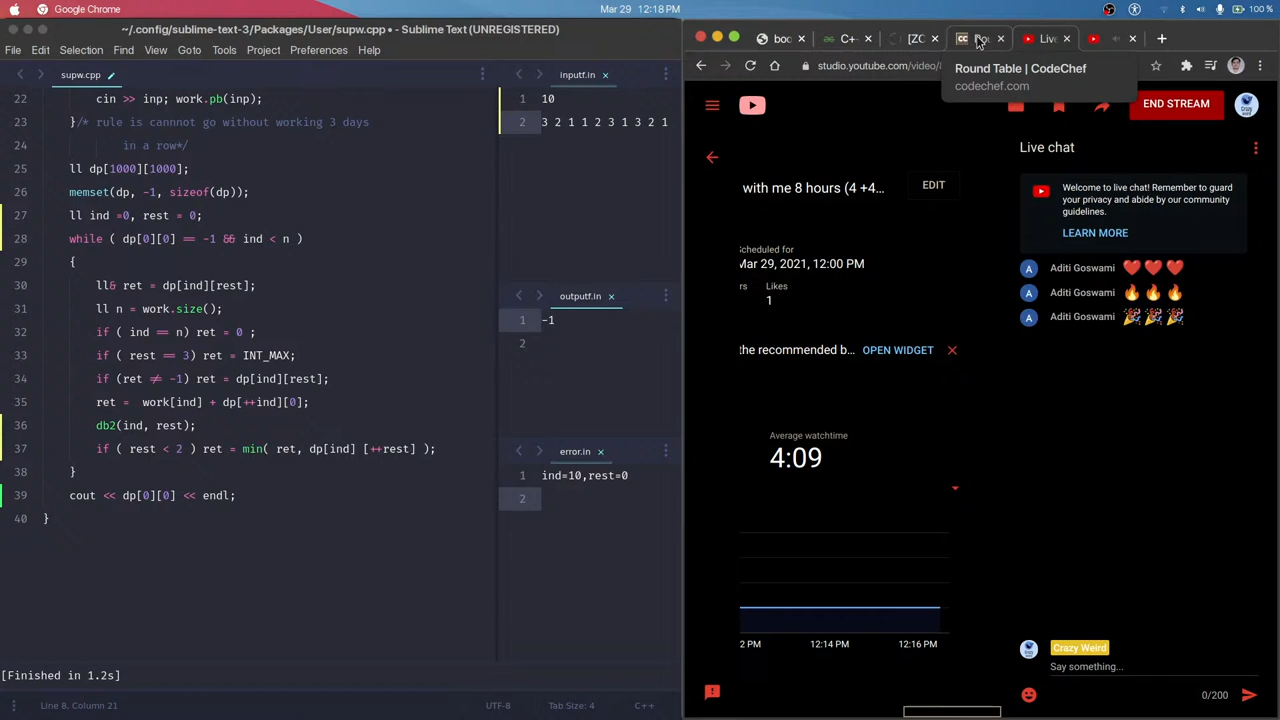 Google Chrome
Mar 29 12:18 PM
100 %
~/.config/sublime-text-3/Packages/User/supw.cpp • - Sublime Text (UNREGISTERED)
File Edit Selection Find View Goto Tools Project Preferences Help
supw.cpp
22 cin >> inp; work.pb(inp);
23 }/* rule is cannnot go without working 3 days
24 in a row*/
25 ll dp[1000][1000];
26 memset(dp, -1, sizeof(dp));
27 ll ind =0, rest = 0;
28 while ( dp[0][0] == -1 && ind < n )
29 {
30 ll& ret = dp[ind][rest];
31 ll n = work.size();
32 if ( ind == n) ret = 0 ;
33 if ( rest == 3) ret = INT_MAX;
34 if (ret != -1) ret = dp[ind][rest];
35 ret = work[ind] + dp[++ind][0];
36 db2(ind, rest);
37 if ( rest < 2 ) ret = min( ret, dp[ind] [++rest] );
38 }
39 cout << dp[0][0] << endl;
40 }
[Finished in 1.2s]
Line 8, Column 21
UTF-8
Tab Size: 4
C++
inputf.in
1 10
2 3 2 1 1 2 3 1 3 2 1
outputf.in
1 -1
2
error.in
1 ind=10,rest=0
2
boo
C++
[ZC
CC
Live
studio.youtube.com/video/
Round Table | CodeChef
codechef.com
END STREAM
with me 8 hours (4 +4...
EDIT
Scheduled for
Mar 29, 2021, 12:00 PM
rs Likes
1
the recommended b... OPEN WIDGET
Average watchtime
4:09
2 PM 12:14 PM 12:16 PM
Live chat
Welcome to live chat! Remember to guard
your privacy and abide by our community
guidelines.
LEARN MORE
A Aditi Goswami ❤️❤️❤️
A Aditi Goswami 🔥🔥🔥
A Aditi Goswami 🎉🎉🎉
Crazy Weird
Say something...
0/200